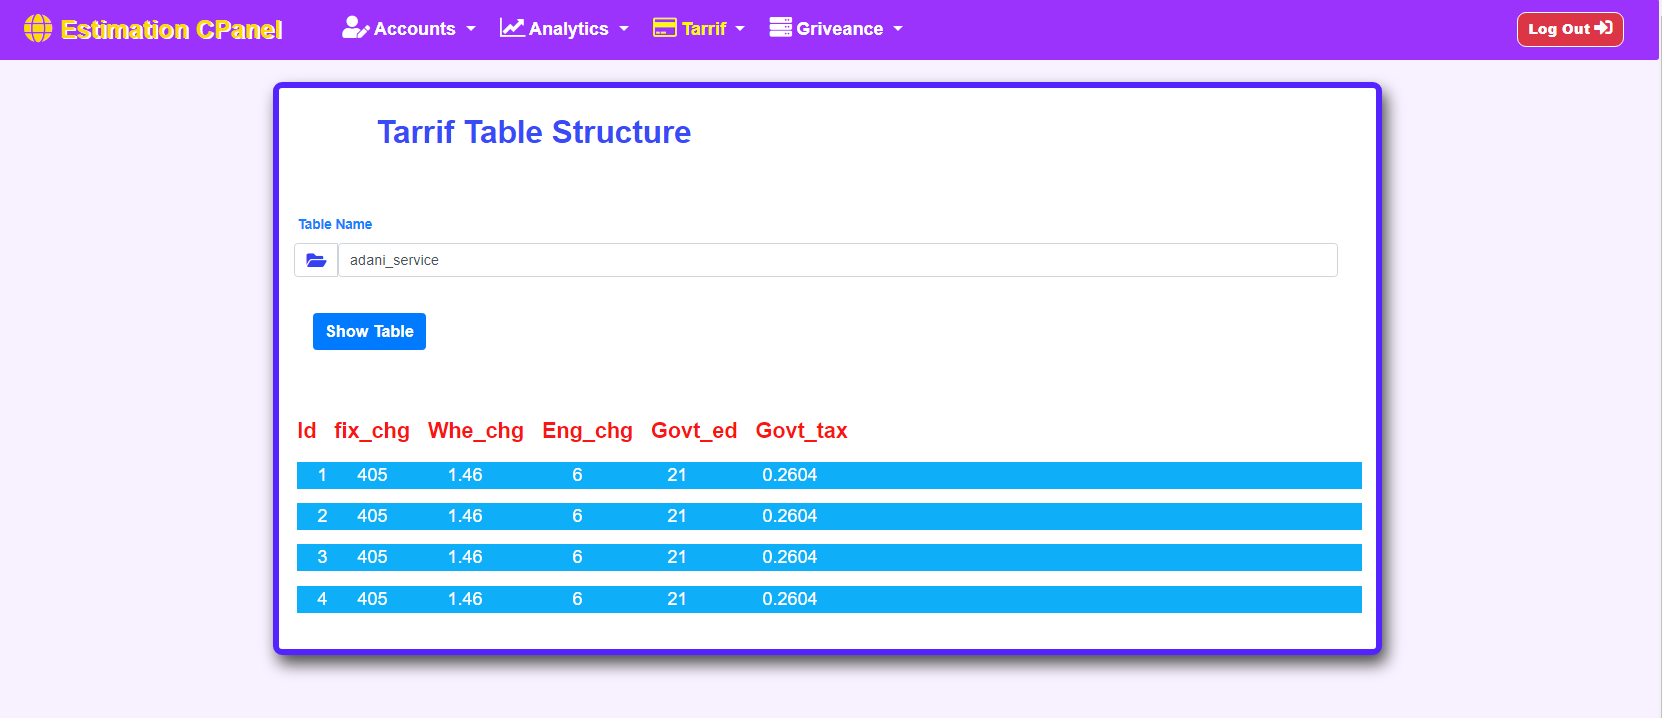 Estimation CPanel Accounts Analytics Tarrif Griveance Log Out
Tarrif Table Structure
Table Name
adani_service
Show Table
Id fix_chg Whe_chg Eng_chg Govt_ed Govt_tax
1 405 1.46 6 21 0.2604
2 405 1.46 6 21 0.2604
3 405 1.46 6 21 0.2604
4 405 1.46 6 21 0.2604